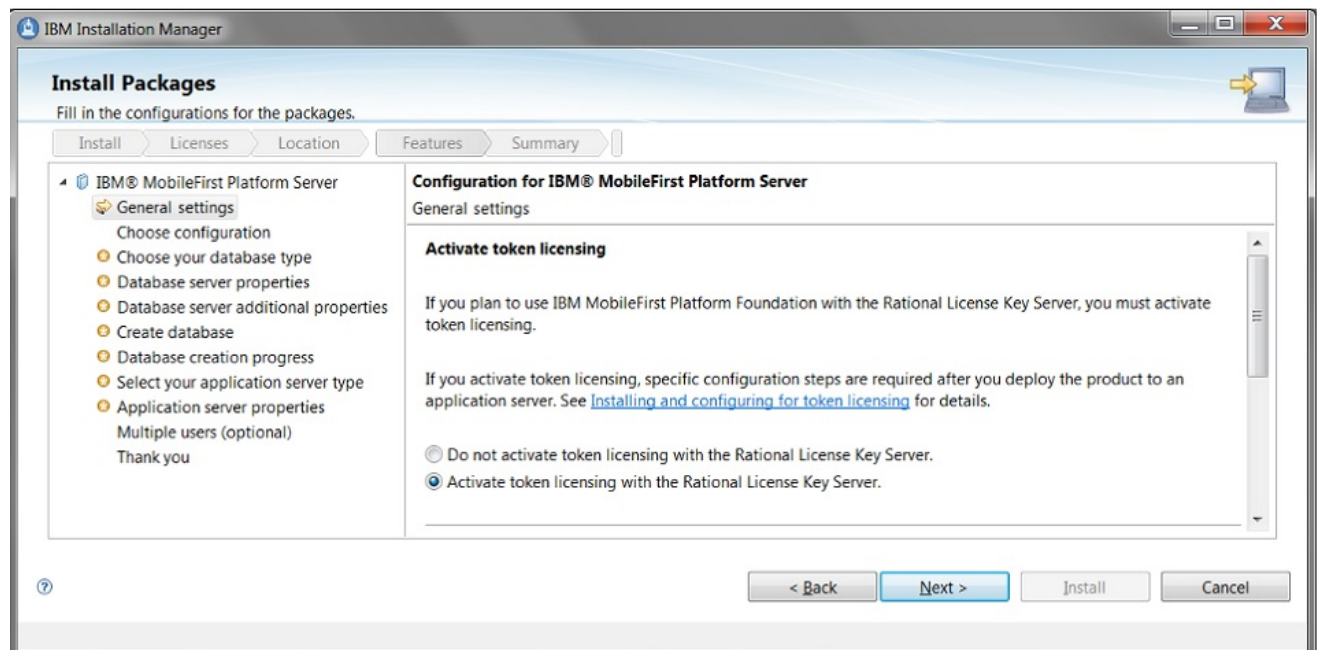 IBM Installation Manager
Install Packages
Fill in the configurations for the packages.
Install Licenses Location Features Summary
IBM® MobileFirst Platform Server
General settings
Choose configuration
Choose your database type
Database server properties
Database server additional properties
Create database
Database creation progress
Select your application server type
Application server properties
Multiple users (optional)
Thank you
Configuration for IBM® MobileFirst Platform Server
General settings
Activate token licensing
If you plan to use IBM MobileFirst Platform Foundation with the Rational License Key Server, you must activate
token licensing.
If you activate token licensing, specific configuration steps are required after you deploy the product to an
application server. See Installing and configuring for token licensing for details.
Do not activate token licensing with the Rational License Key Server.
Activate token licensing with the Rational License Key Server.
? < Back Next > Install Cancel